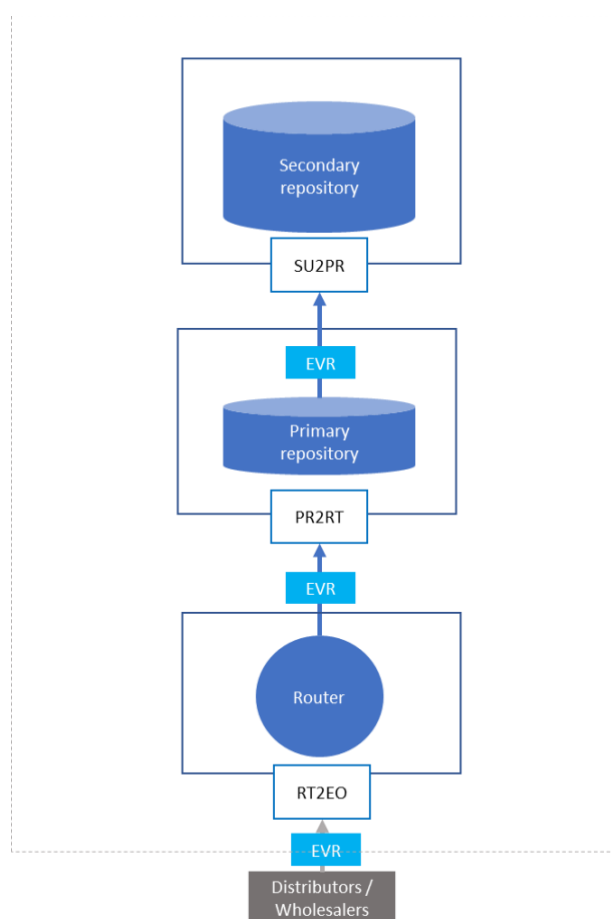 Secondary
repository
SU2PR
EVR
Primary
repository
PR2RT
EVR
Router
RT2EO
EVR
Distributors /
Wholesalers